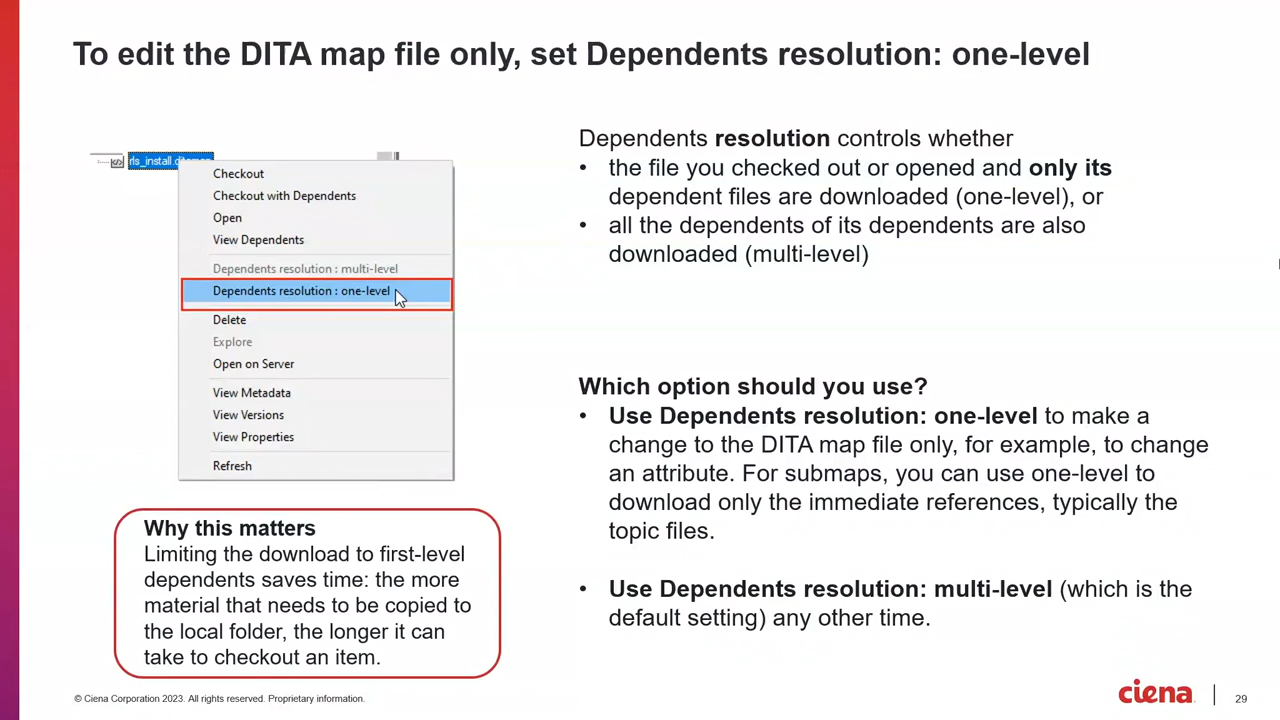 To edit the DITA map file only, set Dependents resolution: one-level
rls_install.ditamap
Checkout
Checkout with Dependents
Open
View Dependents
Dependents resolution : multi-level
Dependents resolution : one-level
Delete
Explore
Open on Server
View Metadata
View Versions
View Properties
Refresh
Why this matters
Limiting the download to first-level
dependents saves time: the more
material that needs to be copied to
the local folder, the longer it can
take to checkout an item.
Dependents resolution controls whether
• the file you checked out or opened and only its
dependent files are downloaded (one-level), or
• all the dependents of its dependents are also
downloaded (multi-level)
Which option should you use?
• Use Dependents resolution: one-level to make a
change to the DITA map file only, for example, to change
an attribute. For submaps, you can use one-level to
download only the immediate references, typically the
topic files.
• Use Dependents resolution: multi-level (which is the
default setting) any other time.
© Ciena Corporation 2023. All rights reserved. Proprietary information.
ciena
29